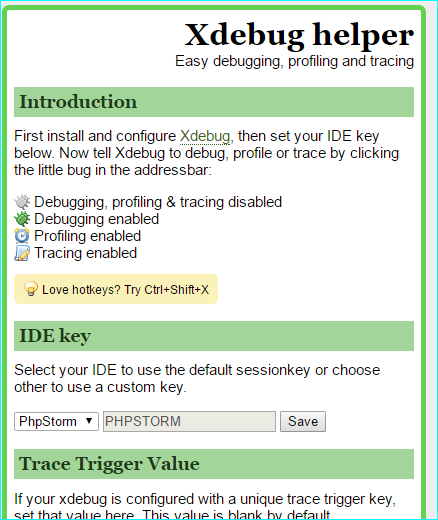 Xdebug helper
Easy debugging, profiling and tracing
Introduction
First install and configure Xdebug, then set your IDE key
below. Now tell Xdebug to debug, profile or trace by clicking
the little bug in the addressbar:
Debugging, profiling & tracing disabled
Debugging enabled
Profiling enabled
Tracing enabled
Love hotkeys? Try Ctrl+Shift+X
IDE key
Select your IDE to use the default sessionkey or choose
other to use a custom key.
PhpStorm PHPSTORM Save
Trace Trigger Value
If your xdebug is configured with a unique trace trigger key,
set that value here. This value is blank by default.